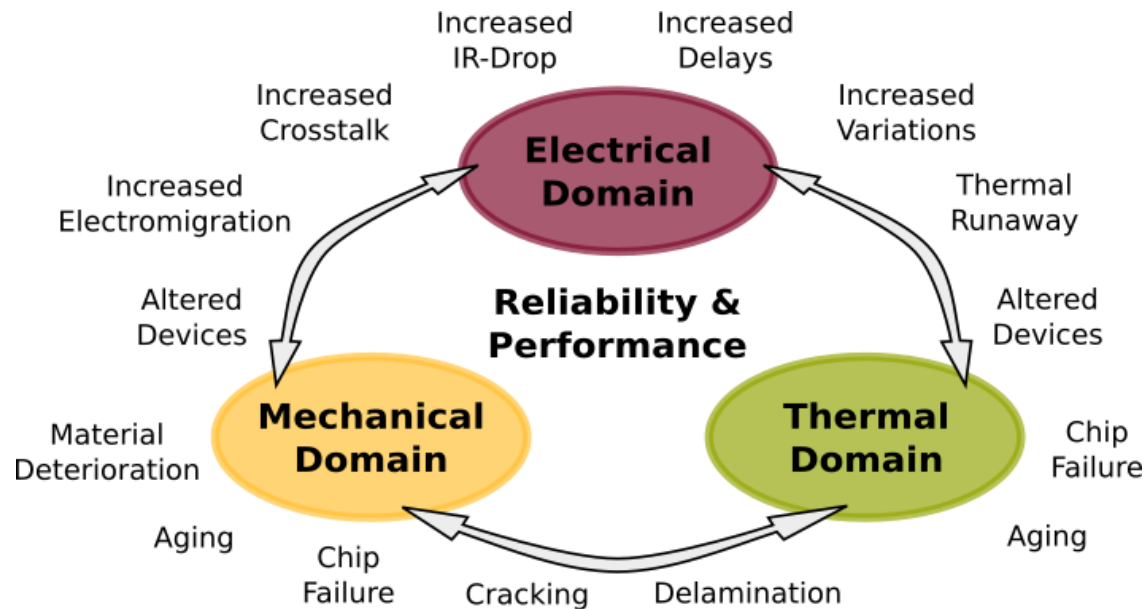 Increased
IR-Drop
Increased
Delays
Increased
Crosstalk
Increased
Variations
Electrical
Domain
Increased
Electromigration
Thermal
Runaway
Altered
Devices
Reliability &
Performance
Altered
Devices
Mechanical
Domain
Thermal
Domain
Material
Deterioration
Chip
Failure
Aging
Aging
Chip
Failure
Cracking
Delamination